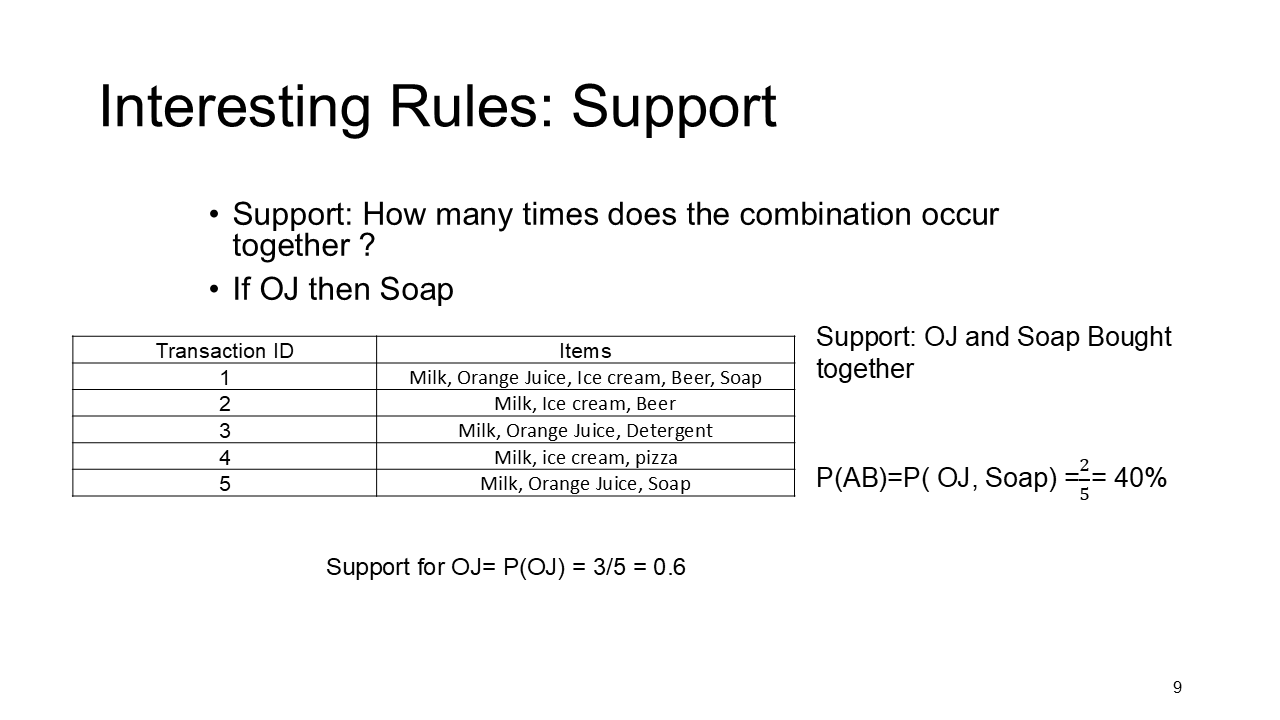 Interesting Rules: Support
• Support: How many times does the combination occur
together ?
• If OJ then Soap
Transaction ID Items
1 Milk, Orange Juice, Ice cream, Beer, Soap
2 Milk, Ice cream, Beer
3 Milk, Orange Juice, Detergent
4 Milk, ice cream, pizza
5 Milk, Orange Juice, Soap
Support: OJ and Soap Bought
together
P(AB)=P( OJ, Soap) =2/5= 40%
Support for OJ= P(OJ) = 3/5 = 0.6
9